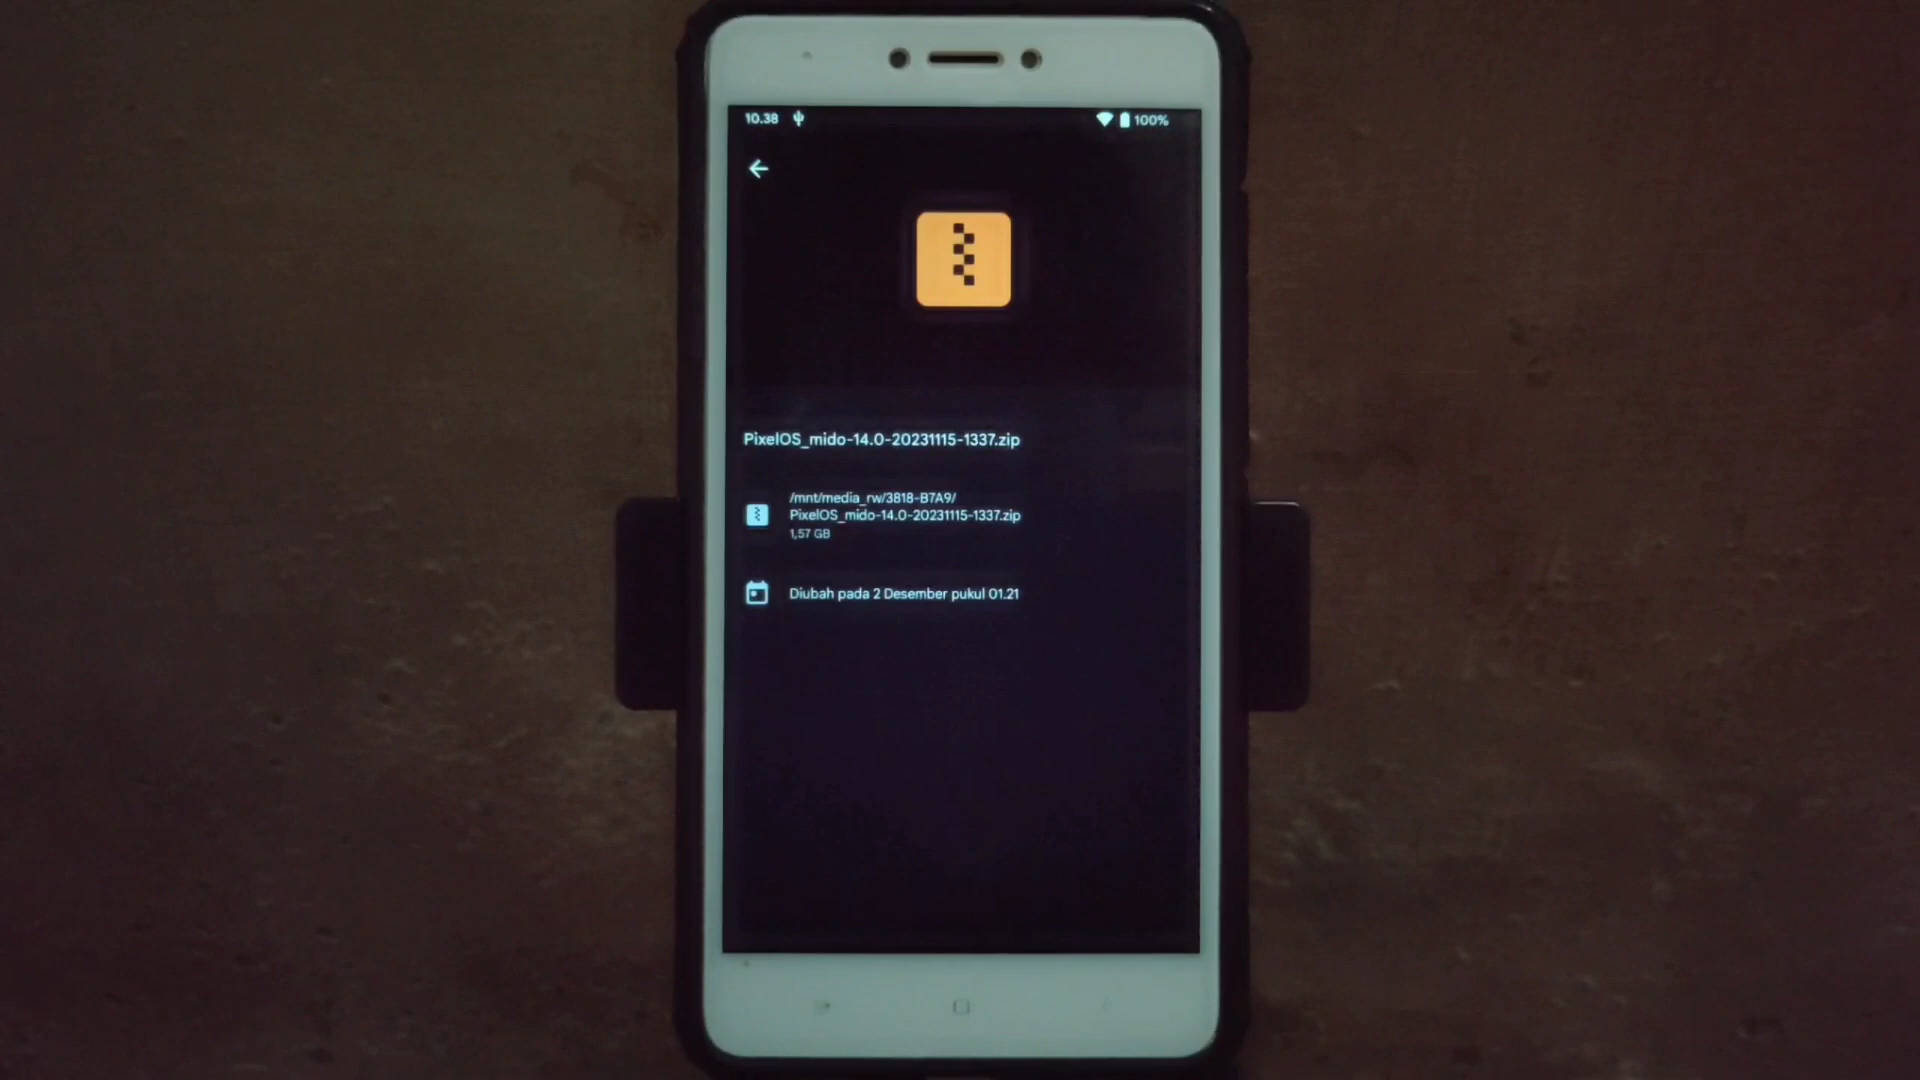 10.38
100%
PixelOS_mido-14.0-20231115-1337.zip
/mnt/media_rw/3818-B7A9/
PixelOS_mido-14.0-20231115-1337.zip
1,57 GB
Diubah pada 2 Desember pukul 01.21